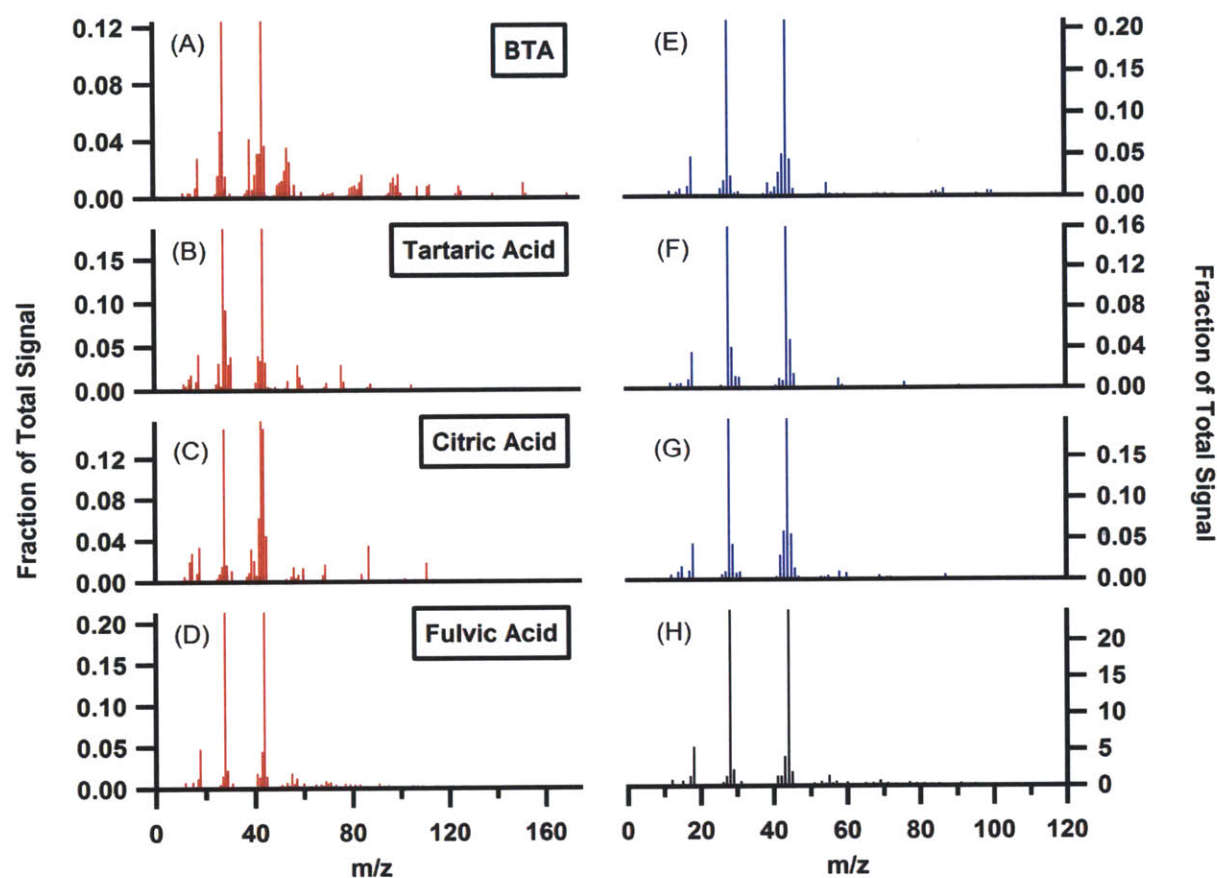 0.12
(A)
BTA
0.08
0.04
0.00
(E)
0.20
0.15
0.10
0.05
0.00
(B)
Tartaric Acid
0.15
0.10
0.05
0.00
(F)
0.16
0.12
0.08
0.04
0.00
(C)
Citric Acid
0.12
0.08
0.04
0.00
(G)
0.15
0.10
0.05
0.00
(D)
Fulvic Acid
0.20
0.15
0.10
0.05
0.00
(H)
20
15
10
5
0
0 40 80 120 160
m/z
0 20 40 60 80 100 120
m/z
Fraction of Total Signal
Fraction of Total Signal